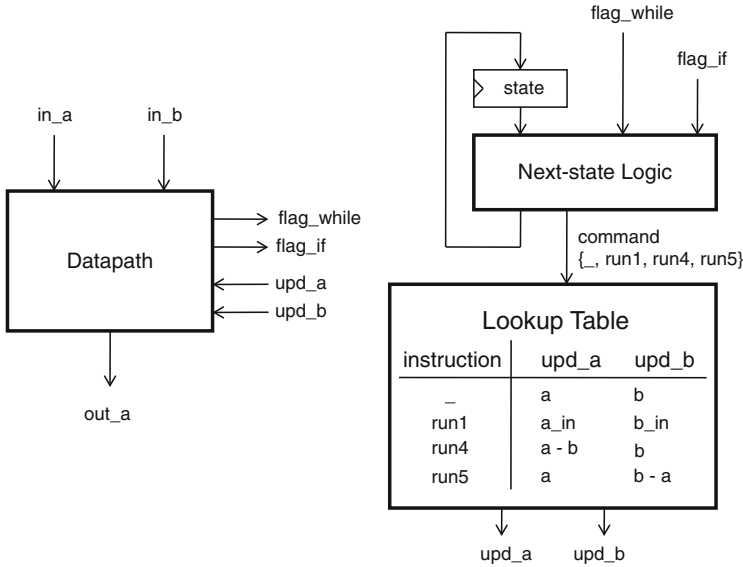 in_a in_b
Datapath
flag_while
flag_if
upd_a
upd_b
out_a
flag_while
flag_if
state
Next-state Logic
command
{_, run1, run4, run5}
Lookup Table
instruction upd_a upd_b
_ a b
run1 a_in b_in
run4 a - b b
run5 a b - a
upd_a upd_b